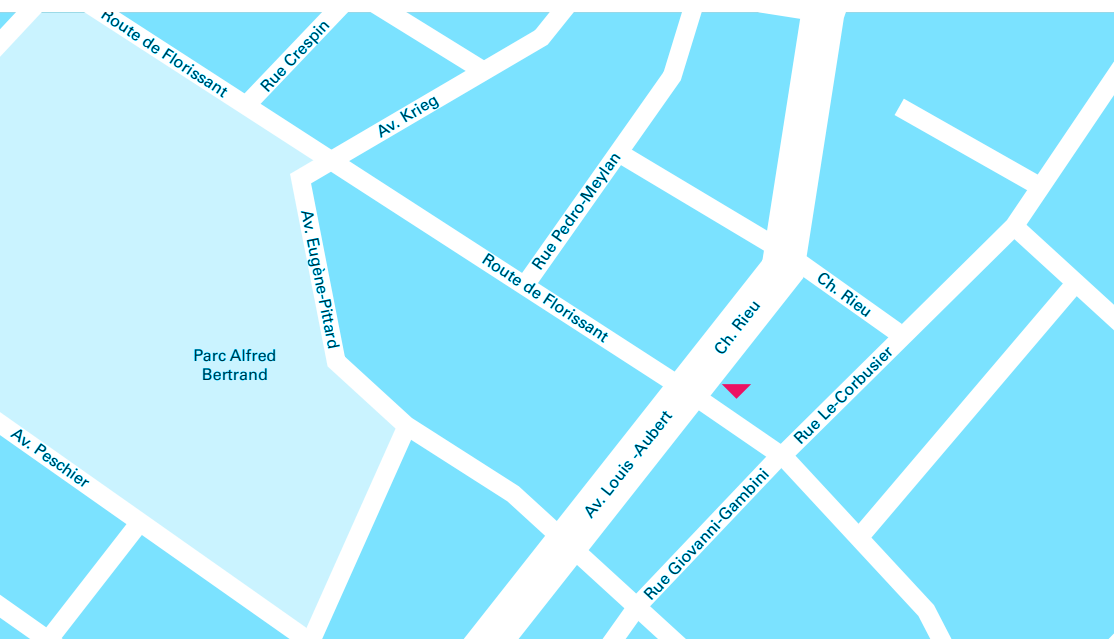 Route de Florissant
Rue Crespin
Av. Krieg
Rue Pedro-Meylan
Av. Eugène-Pittard
Route de Florissant
Ch. Rieu
Ch. Rieu
Parc Alfred
Bertrand
Rue Le-Corbusier
Av. Louis -Aubert
Av. Peschier
Rue Giovanni-Gambini